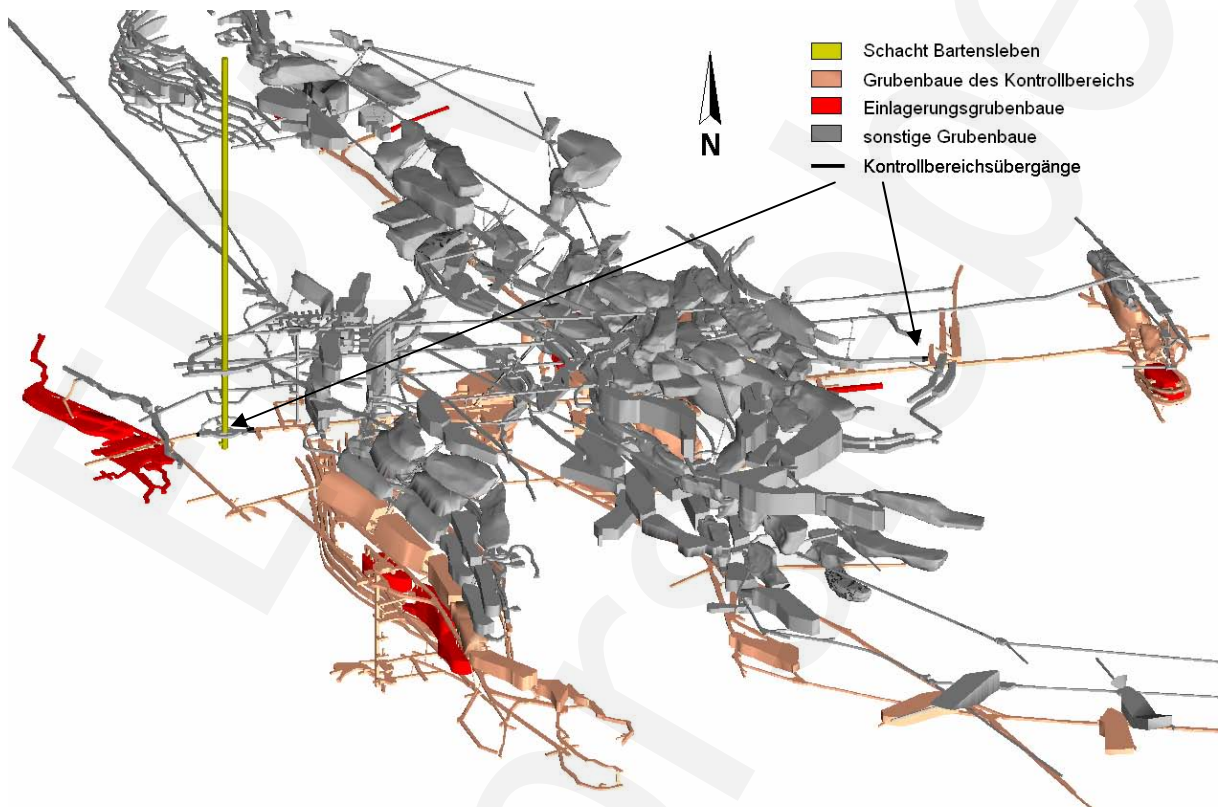 Schacht Bartensleben
Grubenbaue des Kontrollbereichs
Einlagerungsgrubenbaue
sonstige Grubenbaue
Kontrollbereichsübergänge
N